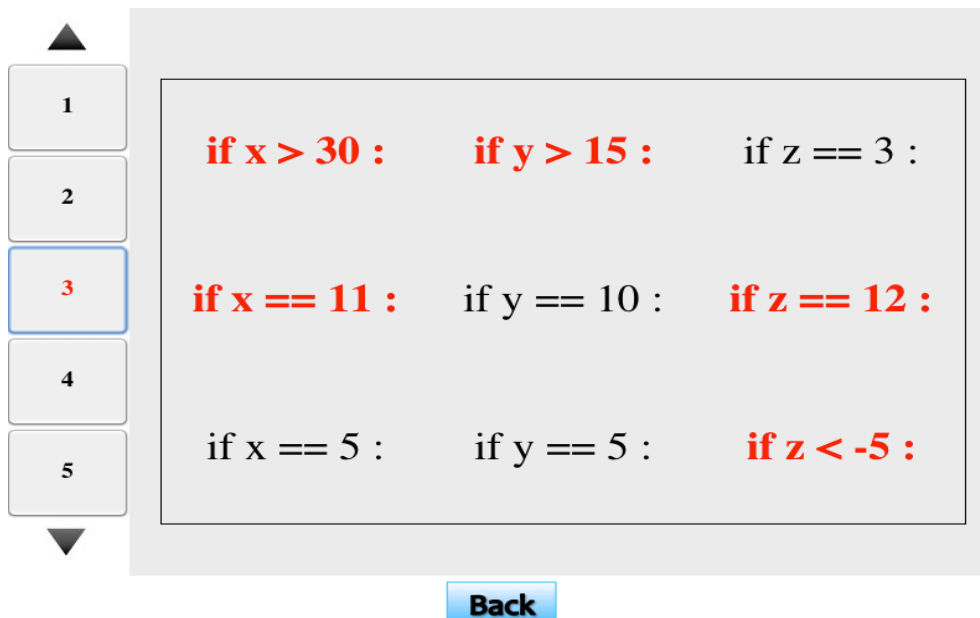 1
2
3
4
5
if x > 30 : if y > 15 : if z == 3 :
if x == 11 : if y == 10 : if z == 12 :
if x == 5 : if y == 5 : if z < -5 :
Back